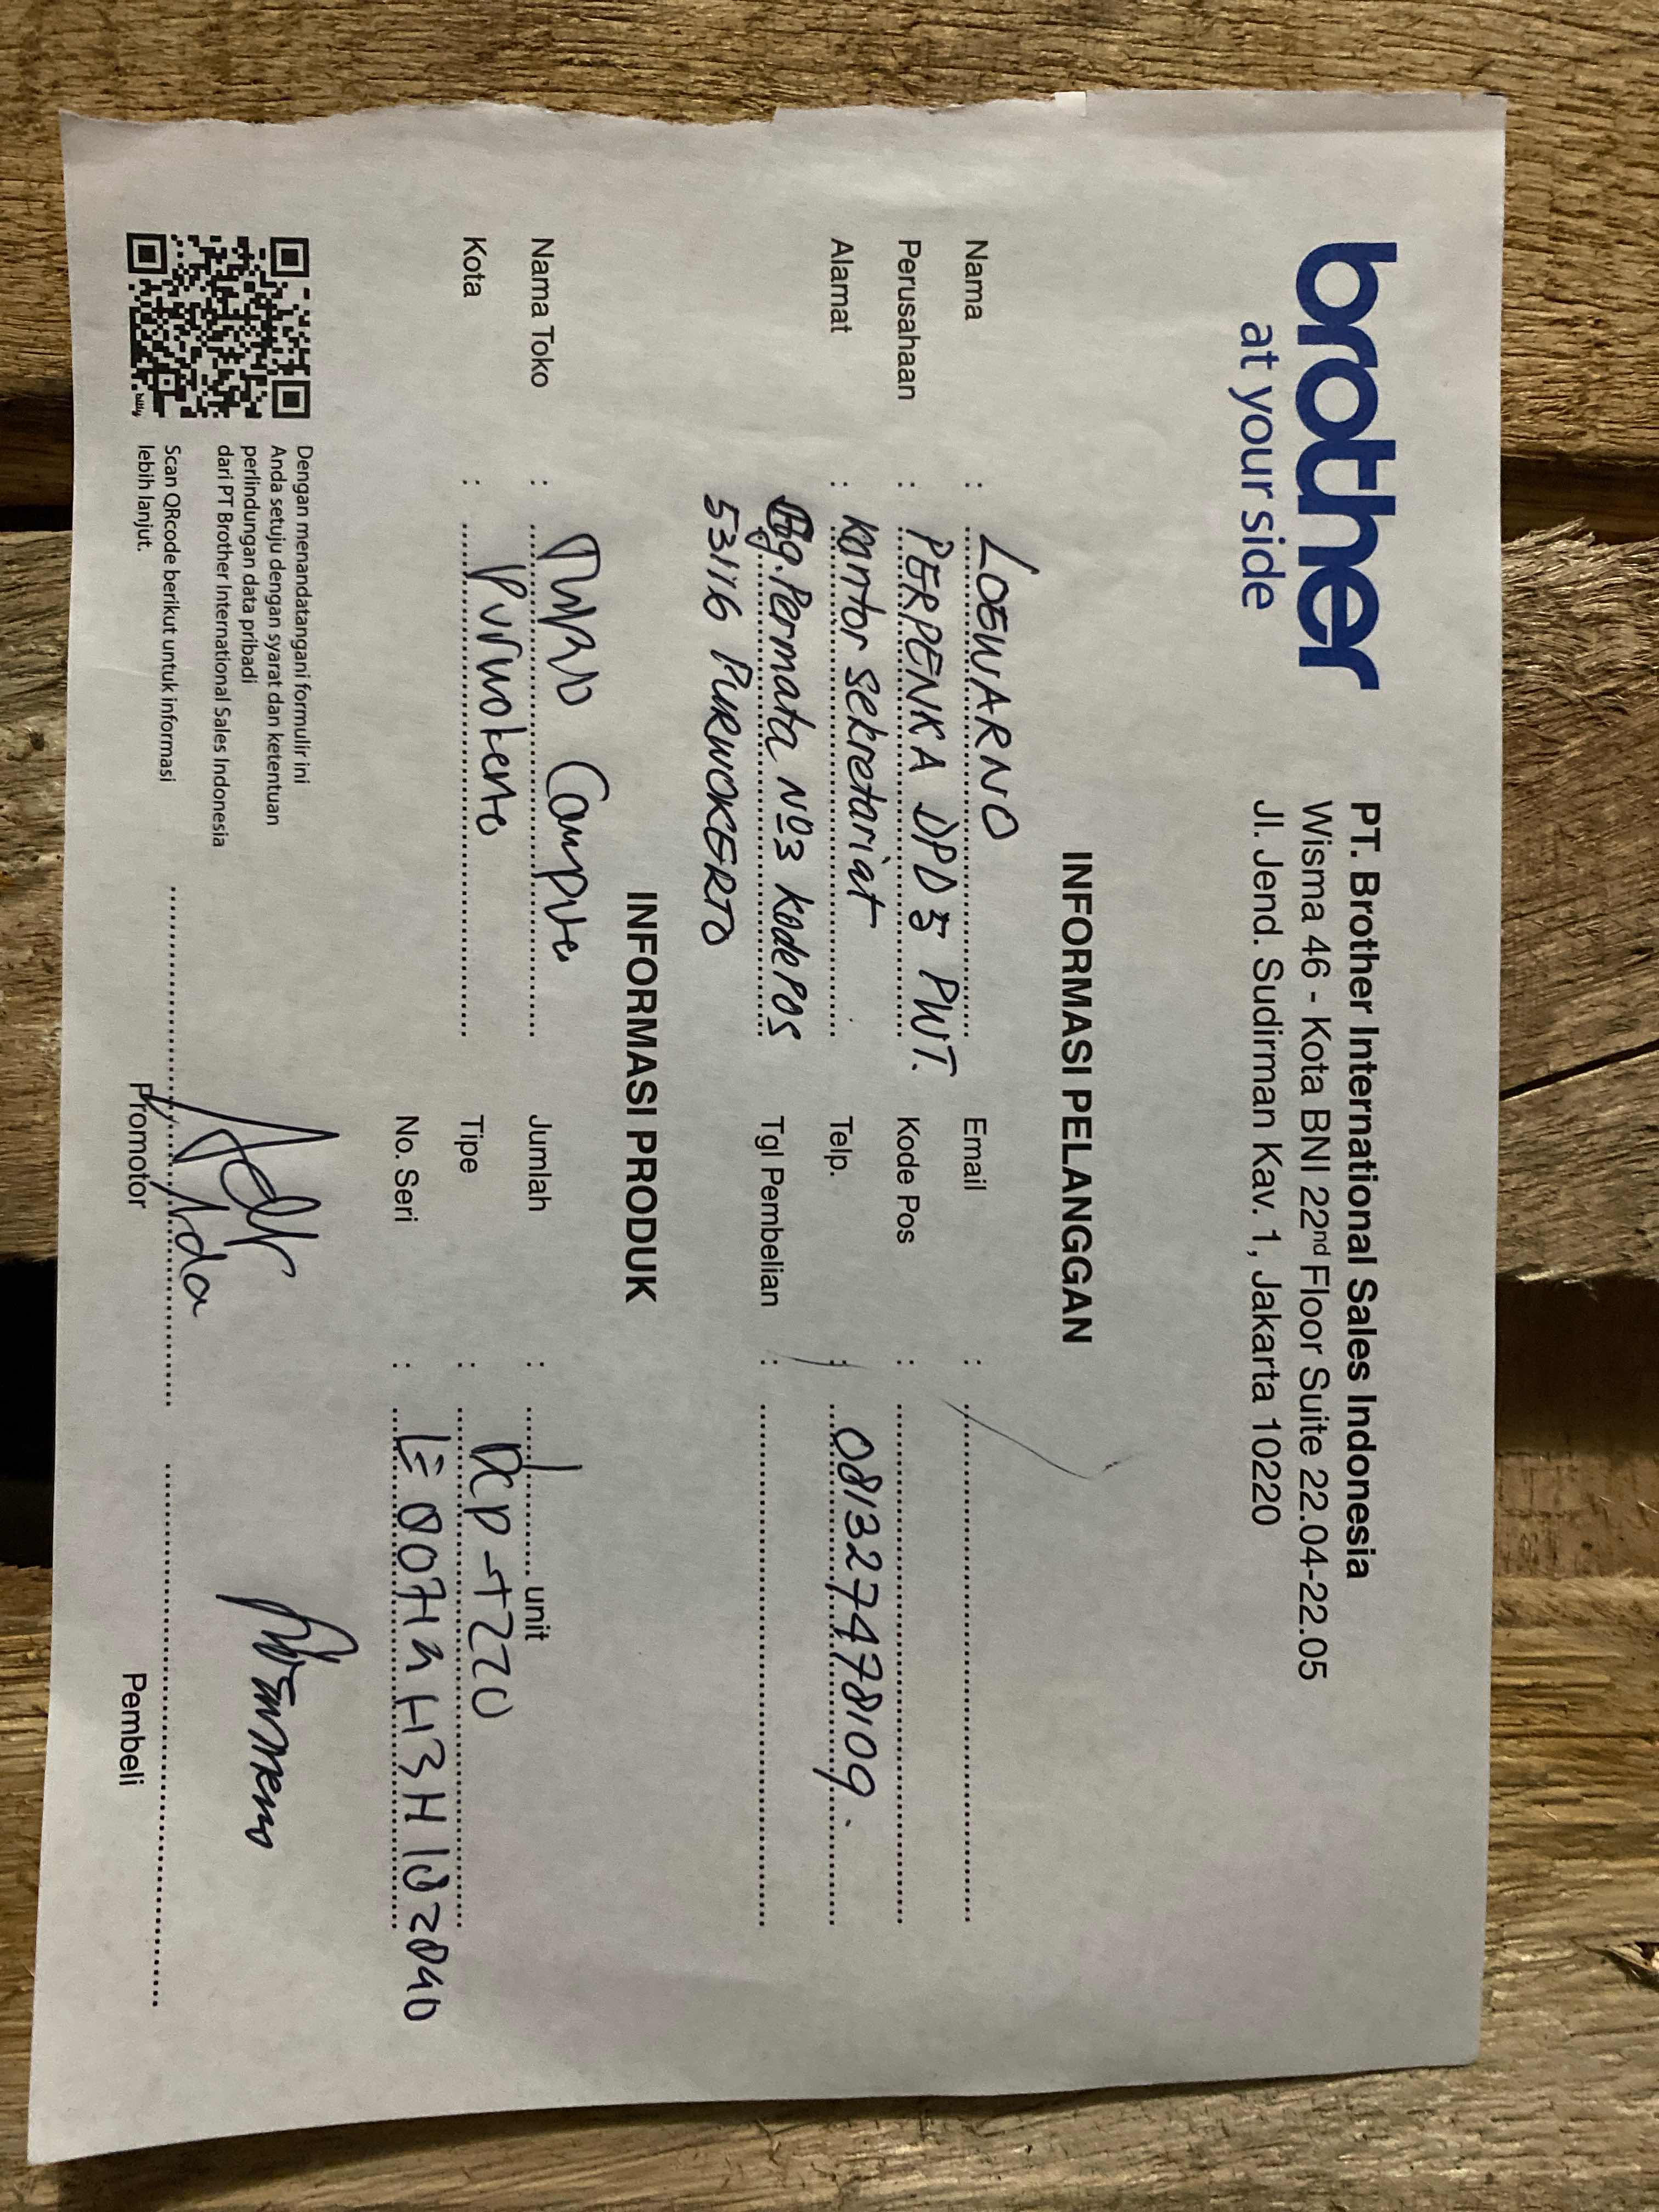 brother
at your side
PT. Brother International Sales Indonesia
Wisma 46 - Kota BNI 22nd Floor Suite 22.04-22.05
Jl. Jend. Sudirman Kav. 1, Jakarta 10220
INFORMASI PELANGGAN
Nama : LOEWARNO Email :
Perusahaan : PERPENKA DPD 5 PWT. Kode Pos :
Alamat : Kantor sekretariat Telp. : 081327478109.
Gg. Permata Nº3 Kode POS Tgl Pembelian :
53116 PURWOKERTO
INFORMASI PRODUK
Nama Toko : Computer Jumlah : 1 unit
Kota : Purwokerto Tipe : DCP-T220
No. Seri :
Dengan menandatangani formulir ini
Anda setuju dengan syarat dan ketentuan
perlindungan data pribadi
dari PT Brother International Sales Indonesia
Scan QRcode berikut untuk informasi
lebih lanjut.
bitly
Promotor
Pembeli